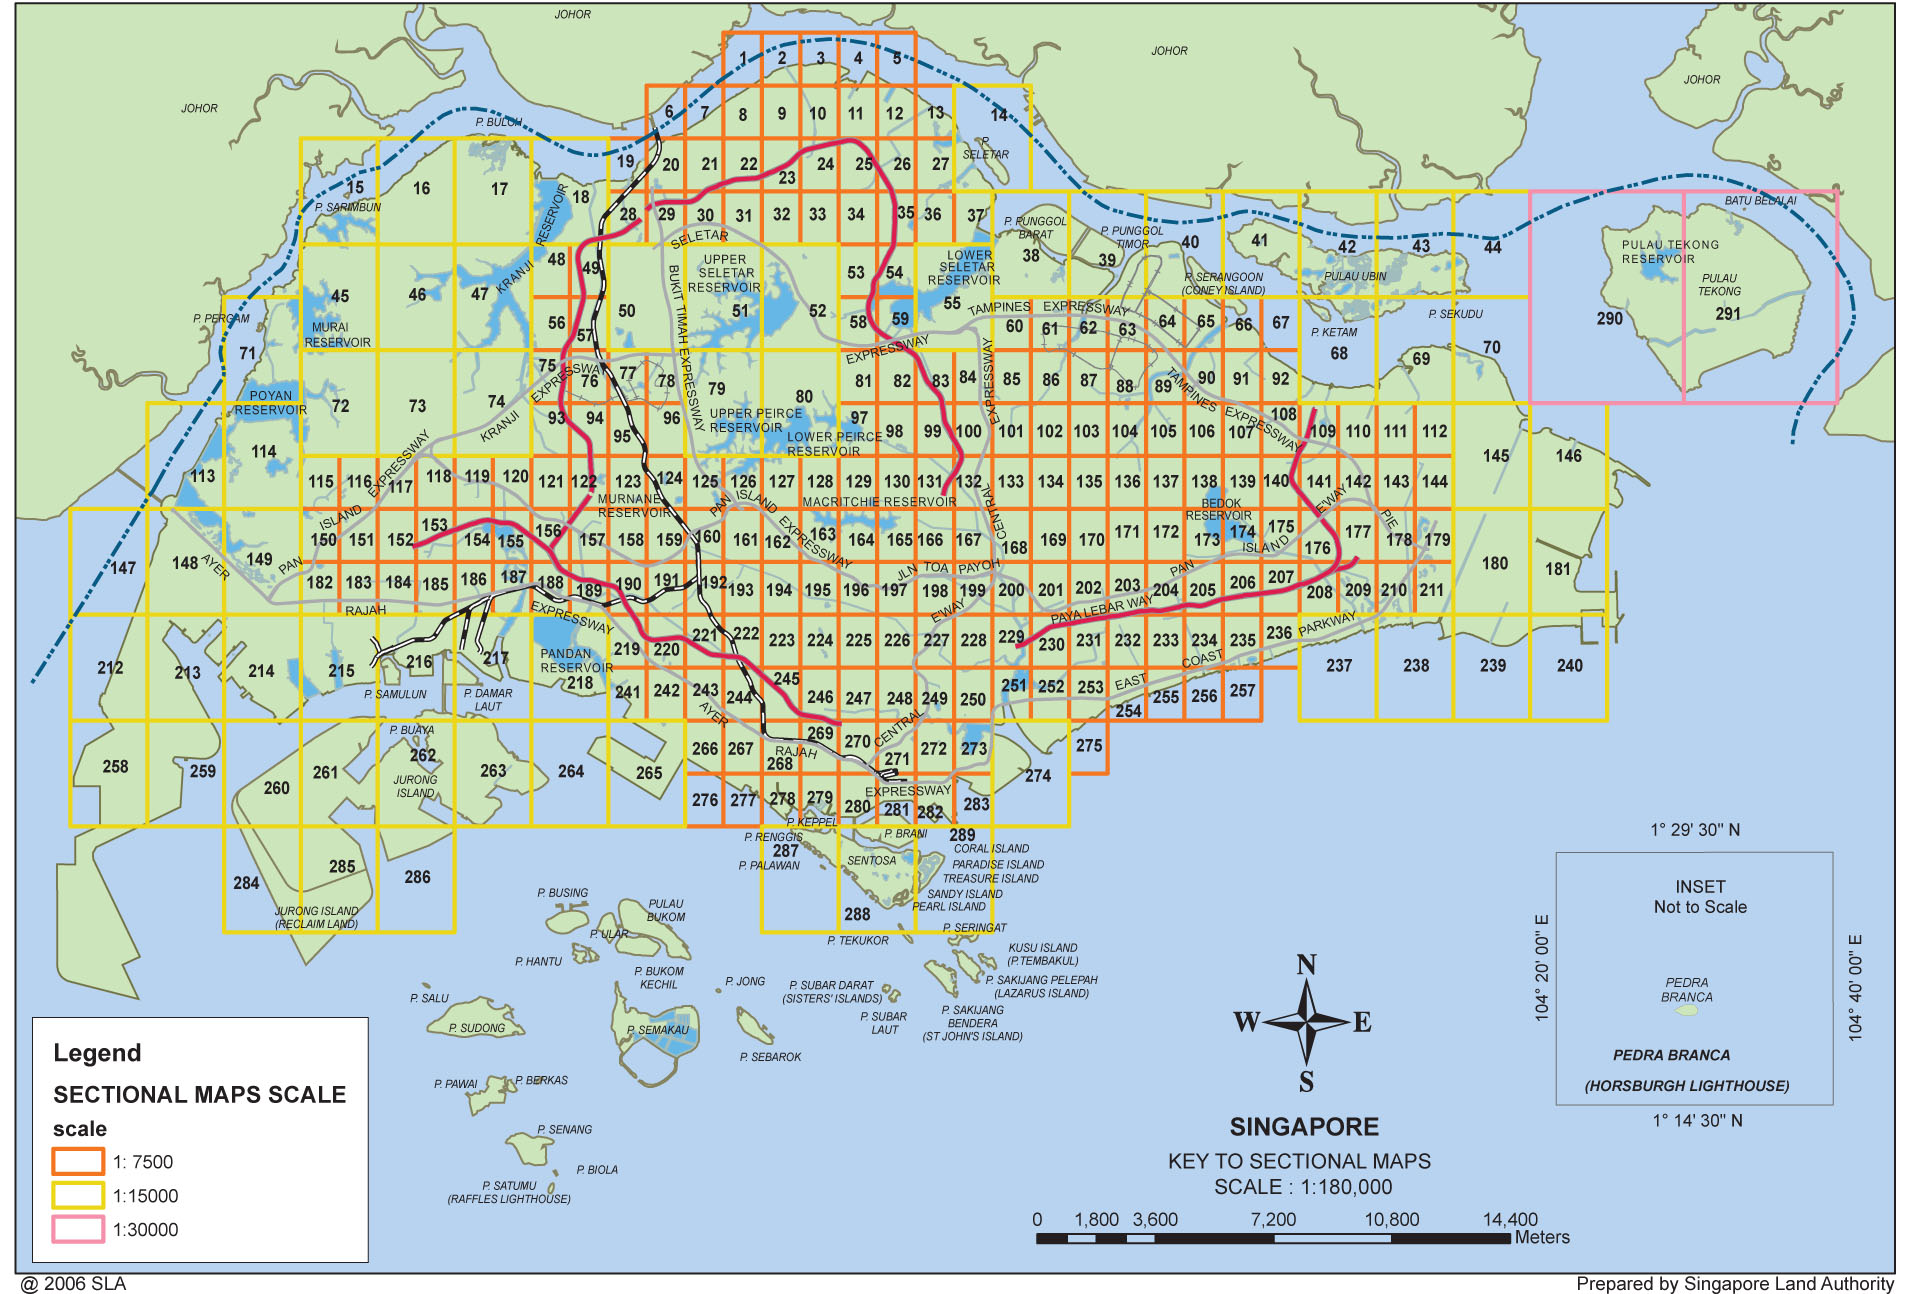 JOHOR
JOHOR
JOHOR
JOHOR
1 2 3 4 5
6 7 8 9 10 11 12 13 14
P. BULOH
P. SELETAR
19 20 21 22 23 24 25 26 27
15 16 17 18
P. SARIMBUN
RESERVOIR
28 29 30 31 32 33 34 35 36 37
BATU BELALAI
P. PUNGGOL
BARAT
P. PUNGGOL
TIMOR
38 39 40 41 42 43 44
SELETAR
PULAU TEKONG
RESERVOIR
UPPER
SELETAR
RESERVOIR
LOWER
SELETAR
RESERVOIR
48 49 53 54
KRANJI
P. SERANGOON
(CONEY ISLAND)
PULAU UBIN
PULAU
TEKONG
45 46 47 50 51 52 55
BUKIT TIMAH EXPRESSWAY
TAMPINES EXPRESSWAY
P. PERGAM
MURAI
RESERVOIR
56 57 58 59 60 61 62 63 64 65 66 67
P. KETAM
P. SEKUDU
290 291
71 68 69 70
EXPRESSWAY
EXPRESSWAY
75 76 77 78 79 80 81 82 83 84 85 86 87 88 89 90 91 92
EXPRESSWAY
POYAN
RESERVOIR
72 73 74
KRANJI
TAMPINES EXPRESSWAY
UPPER PEIRCE
RESERVOIR
LOWER PEIRCE
RESERVOIR
93 94 95 96 97 98 99 100 101 102 103 104 105 106 107 108 109 110 111 112
113 114
EXPRESSWAY
145 146
115 116 117 118 119 120 121 122 123 124 125 126 127 128 129 130 131 132 133 134 135 136 137 138 139 140 141 142 143 144
MURNANE
RESERVOIR
PAN ISLAND EXPRESSWAY
MACRITCHIE RESERVOIR
CENTRAL
BEDOK
RESERVOIR
E'WAY
PIE
ISLAND
147 148 149 150 151 152 153 154 155 156 157 158 159 160 161 162 163 164 165 166 167 168 169 170 171 172 173 174 175 176 177 178 179 180 181
AYER
PAN
JLN TOA PAYOH
PAN
ISLAND
182 183 184 185 186 187 188 189 190 191 192 193 194 195 196 197 198 199 200 201 202 203 204 205 206 207 208 209 210 211
RAJAH
EXPRESSWAY
E'WAY
PAYA LEBAR WAY
PARKWAY
212 213 214 215 216 217 218 219 220 221 222 223 224 225 226 227 228 229 230 231 232 233 234 235 236 237 238 239 240
PANDAN
RESERVOIR
COAST
EAST
P. SAMULUN
P. DAMAR
LAUT
241 242 243 244 245 246 247 248 249 250 251 252 253 254 255 256 257
AYER
CENTRAL
P. BUAYA
258 259 260 261 262 263 264 265 266 267 268 269 270 271 272 273 274 275
JURONG
ISLAND
RAJAH
EXPRESSWAY
276 277 278 279 280 281 282 283
P. KEPPEL
P. RENGGIS
P. BRANI
289
CORAL ISLAND
P. PALAWAN
287
SENTOSA
PARADISE ISLAND
TREASURE ISLAND
SANDY ISLAND
PEARL ISLAND
284 285 286
288
JURONG ISLAND
(RECLAIM LAND)
P. BUSING
PULAU
BUKOM
P. ULAR
P. TEKUKOR
P. SERINGAT
P. HANTU
KUSU ISLAND
(P.TEMBAKUL)
P. BUKOM
KECHIL
P. JONG
P. SUBAR DARAT
(SISTERS' ISLANDS)
P. SAKIJANG PELEPAH
(LAZARUS ISLAND)
P. SALU
P. SUDONG
P. SEMAKAU
P. SUBAR
LAUT
P. SAKIJANG
BENDERA
(ST JOHN'S ISLAND)
P. SEBAROK
P. PAWAI
P. BERKAS
P. SENANG
P. BIOLA
P. SATUMU
(RAFFLES LIGHTHOUSE)
1° 29' 30" N
INSET
Not to Scale
104° 20' 00" E
104° 40' 00" E
PEDRA
BRANCA
PEDRA BRANCA
(HORSBURGH LIGHTHOUSE)
1° 14' 30" N
N
W E
S
Legend
SECTIONAL MAPS SCALE
scale
1: 7500
1:15000
1:30000
SINGAPORE
KEY TO SECTIONAL MAPS
SCALE : 1:180,000
0 1,800 3,600 7,200 10,800 14,400
Meters
@ 2006 SLA
Prepared by Singapore Land Authority